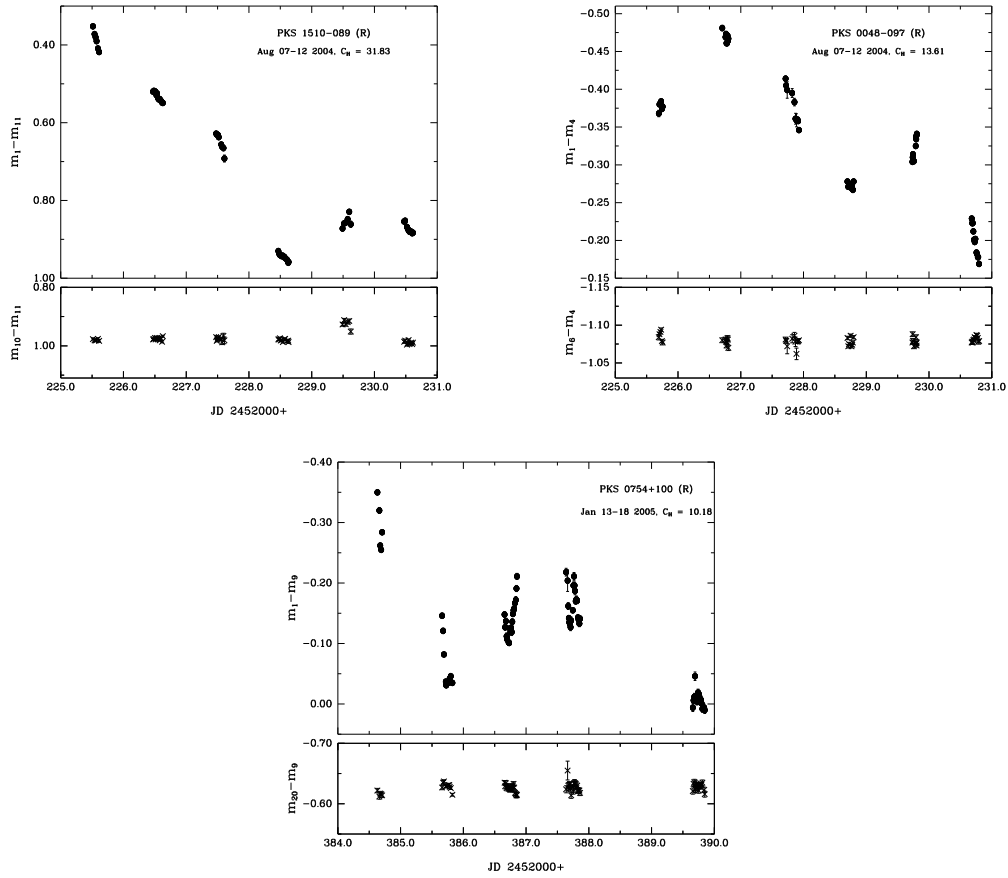 PKS 1510-089 (R)
Aug 07-12 2004, C_H = 31.83
0.40
0.60
0.80
1.00
m₁-m₁₁
0.80
1.00
m₁₀-m₁₁
225.0 226.0 227.0 228.0 229.0 230.0 231.0
JD 2452000+
PKS 0048-097 (R)
Aug 07-12 2004, C_H = 13.61
-0.50
-0.45
-0.40
-0.35
-0.30
-0.25
-0.20
-0.15
m₁-m₄
-1.15
-1.10
-1.05
m₆-m₄
225.0 226.0 227.0 228.0 229.0 230.0 231.0
JD 2452000+
PKS 0754+100 (R)
Jan 13-18 2005, C_H = 10.18
-0.40
-0.30
-0.20
-0.10
0.00
m₁-m₉
-0.70
-0.60
m₂₀-m₉
384.0 385.0 386.0 387.0 388.0 389.0 390.0
JD 2452000+